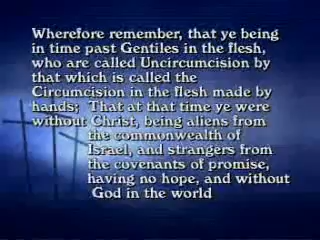 Wherefore remember, that ye being
in time past Gentiles in the flesh,
who are called Uncircumcision by
that which is called the
Circumcision in the flesh made by
hands; That at that time ye were
without Christ, being aliens from
the commonwealth of
Israel, and strangers from
the covenants of promise,
having no hope, and without
God in the world